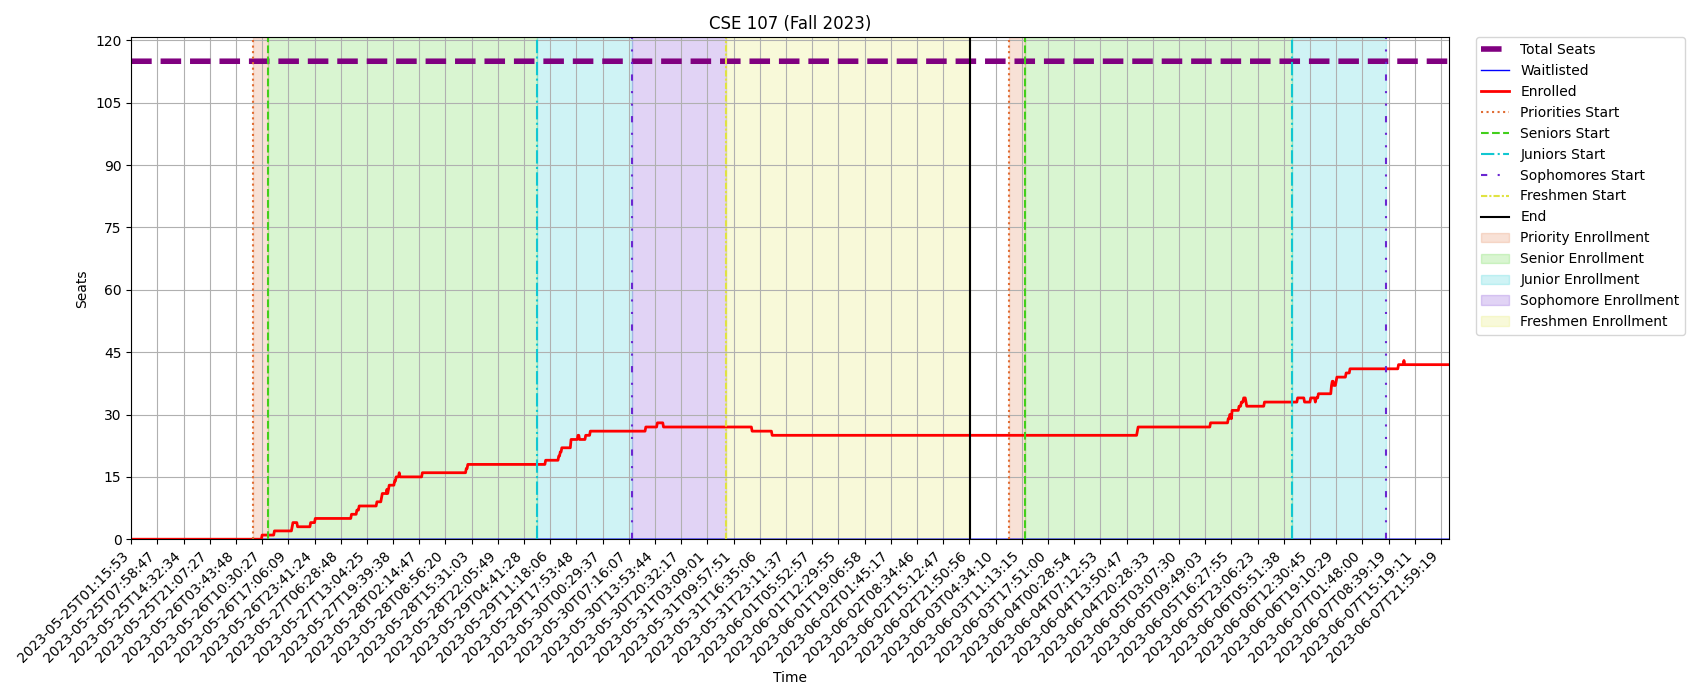 CSE 107 (Fall 2023)
120
105
90
75
60
45
30
15
0
Seats
2023-05-25T01:15:53
2023-05-25T07:58:47
2023-05-25T14:32:34
2023-05-25T21:07:27
2023-05-26T03:43:48
2023-05-26T10:30:27
2023-05-26T17:06:09
2023-05-26T23:41:24
2023-05-27T06:28:48
2023-05-27T13:04:25
2023-05-27T19:39:38
2023-05-28T02:14:47
2023-05-28T08:56:20
2023-05-28T15:31:03
2023-05-28T22:05:49
2023-05-29T04:41:28
2023-05-29T11:18:06
2023-05-29T17:53:48
2023-05-30T00:29:37
2023-05-30T07:16:07
2023-05-30T13:53:44
2023-05-30T20:32:17
2023-05-31T03:09:01
2023-05-31T09:57:51
2023-05-31T16:35:06
2023-05-31T23:11:37
2023-06-01T05:52:57
2023-06-01T12:29:55
2023-06-01T19:06:58
2023-06-02T01:45:17
2023-06-02T08:34:46
2023-06-02T15:12:47
2023-06-02T21:50:56
2023-06-03T04:34:10
2023-06-03T11:13:15
2023-06-03T17:51:00
2023-06-04T00:28:54
2023-06-04T07:12:53
2023-06-04T13:50:47
2023-06-04T20:28:33
2023-06-05T03:07:30
2023-06-05T09:49:03
2023-06-05T16:27:55
2023-06-05T23:06:23
2023-06-06T05:51:38
2023-06-06T12:30:45
2023-06-06T19:10:29
2023-06-07T01:48:00
2023-06-07T08:39:19
2023-06-07T15:19:11
2023-06-07T21:59:19
Time
Total Seats
Waitlisted
Enrolled
Priorities Start
Seniors Start
Juniors Start
Sophomores Start
Freshmen Start
End
Priority Enrollment
Senior Enrollment
Junior Enrollment
Sophomore Enrollment
Freshmen Enrollment